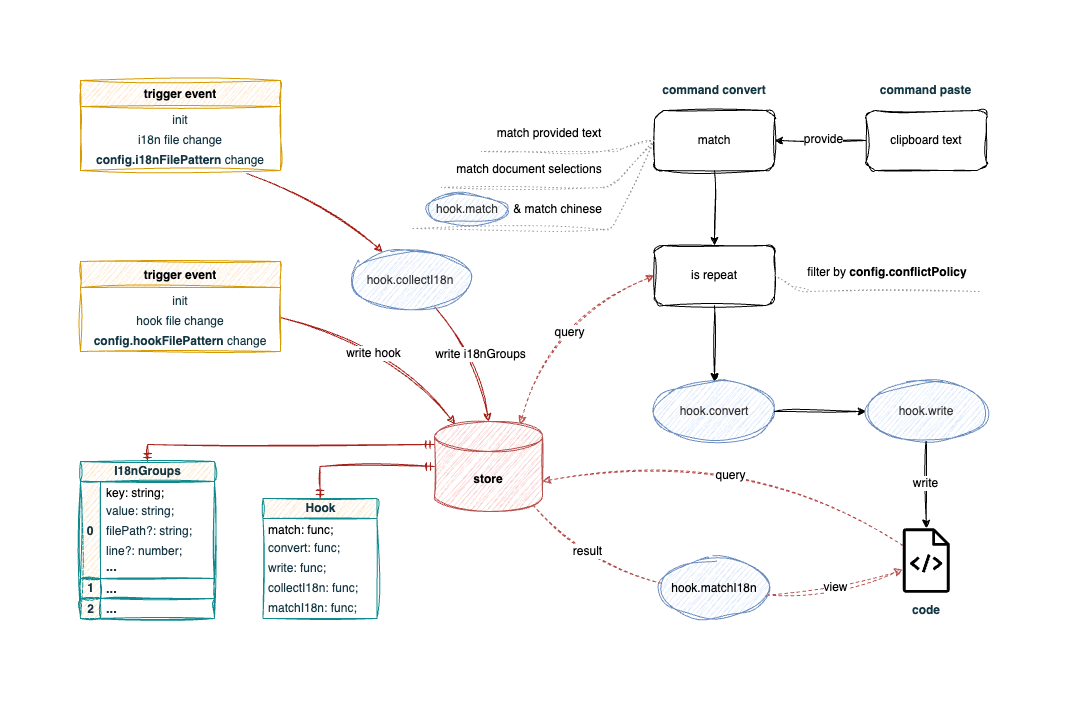 trigger event
init
i18n file change
config.i18nFilePattern change
trigger event
init
hook file change
config.hookFilePattern change
hook.collectI18n
write hook
write i18nGroups
store
I18nGroups
0
key: string;
value: string;
filePath?: string;
line?: number;
...
1 ...
2 ...
Hook
match: func;
convert: func;
write: func;
collectI18n: func;
matchI18n: func;
command convert
command paste
match
provide
clipboard text
match provided text
match document selections
hook.match & match chinese
is repeat
filter by config.conflictPolicy
query
hook.convert
hook.write
write
query
result
hook.matchI18n
view
</>
code